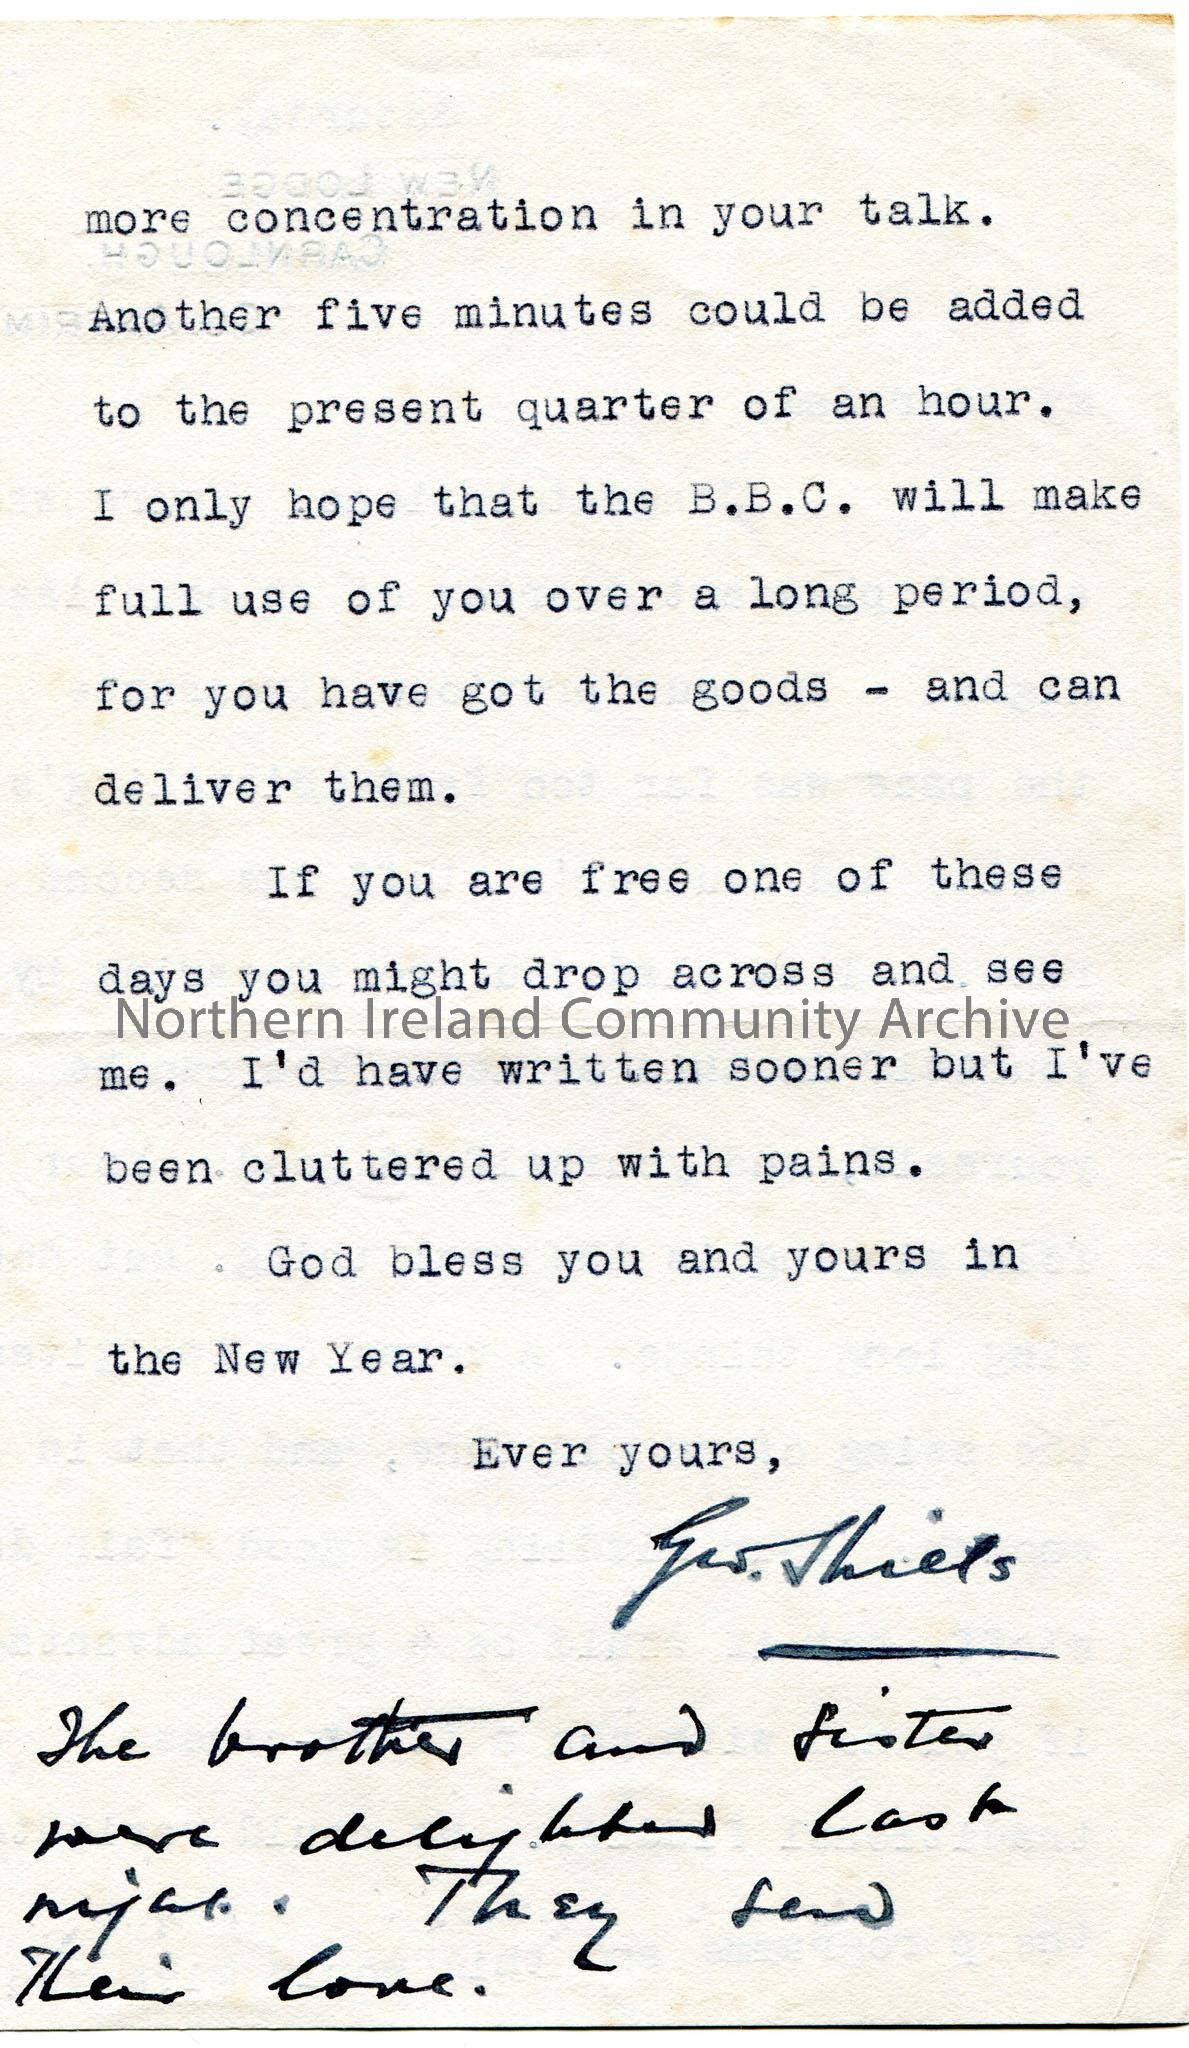 NEW LODGE.
more concentration in your talk.
CARNLOUGH.
Another five minutes could be added
to the present quarter of an hour.
I only hope that the B.B.C. will make
full use of you over a long period,
for you have got the goods - and can
deliver them.
If you are free one of these
days you might drop across and see
Northern Ireland Community Archive
me. I'd have written sooner but I've
been cluttered up with pains.
God bless you and yours in
the New Year.
Ever yours,
Geo. Shiels
The brother and sister
were delighted last
night. They send
Their love.